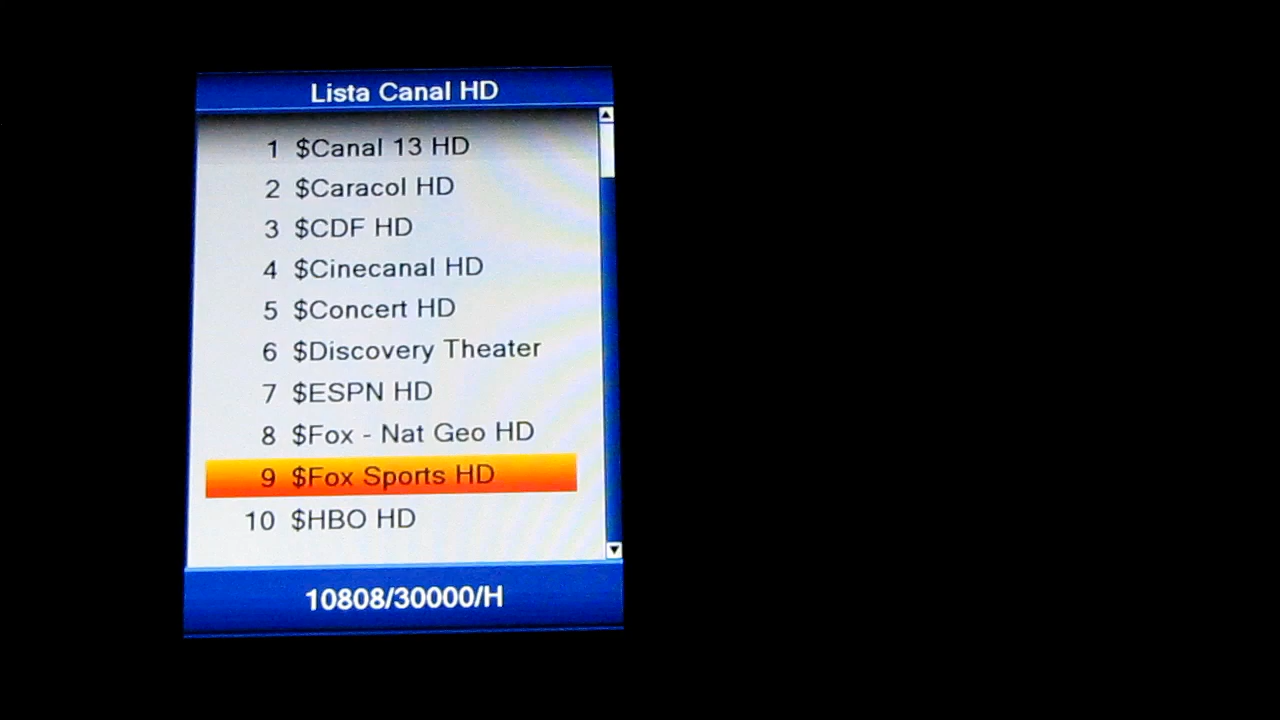 Lista Canal HD
1 $Canal 13 HD
2 $Caracol HD
3 $CDF HD
4 $Cinecanal HD
5 $Concert HD
6 $Discovery Theater
7 $ESPN HD
8 $Fox - Nat Geo HD
9 $Fox Sports HD
10 $HBO HD
10808/30000/H